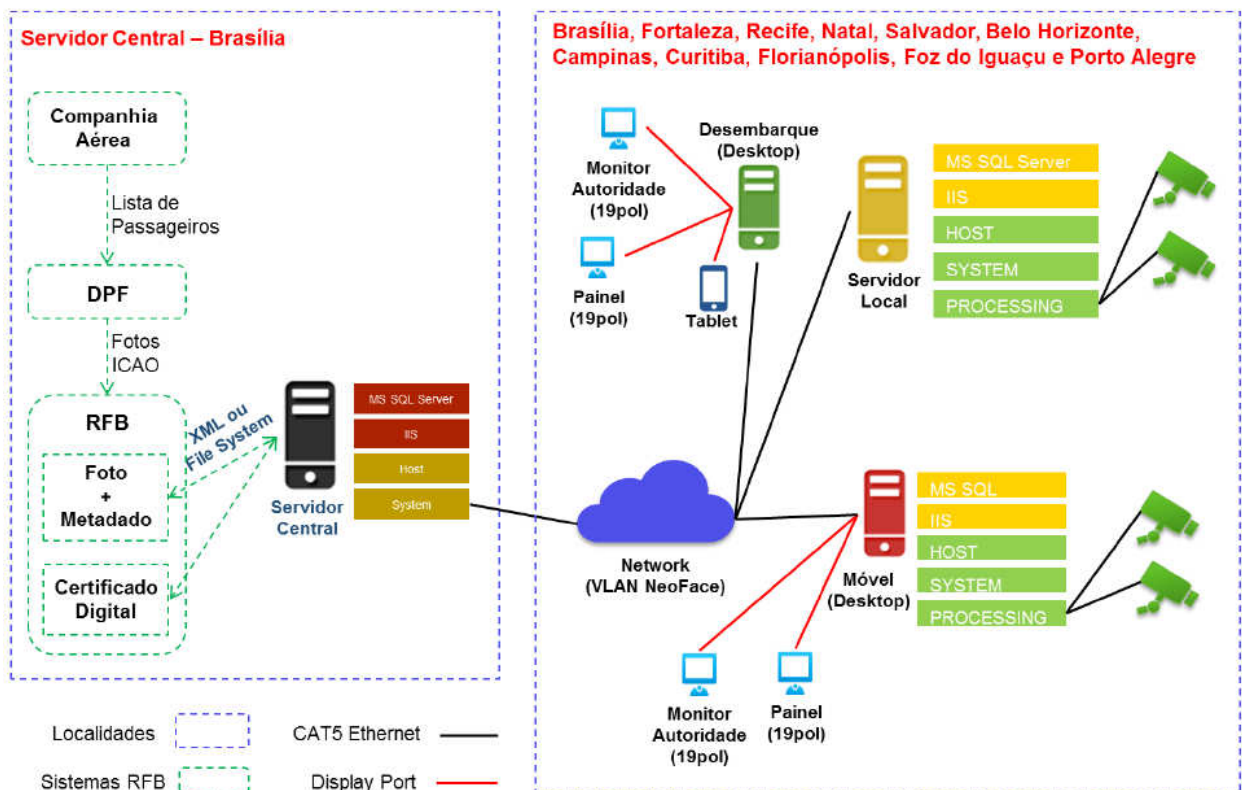 Servidor Central – Brasília
Companhia
Aérea
Lista de
Passageiros
DPF
Fotos
ICAO
RFB
Foto
+
Metadado
Certificado
Digital
XML ou
File System
Servidor
Central
MS SQL Server
IIS
Host
System
Brasília, Fortaleza, Recife, Natal, Salvador, Belo Horizonte,
Campinas, Curitiba, Florianópolis, Foz do Iguaçu e Porto Alegre
Monitor
Autoridade
(19pol)
Painel
(19pol)
Tablet
Desembarque
(Desktop)
Servidor
Local
MS SQL Server
IIS
HOST
SYSTEM
PROCESSING
Network
(VLAN NeoFace)
Móvel
(Desktop)
MS SQL
IIS
HOST
SYSTEM
PROCESSING
Monitor
Autoridade
(19pol)
Painel
(19pol)
Localidades
CAT5 Ethernet
Sistemas RFB
Display Port